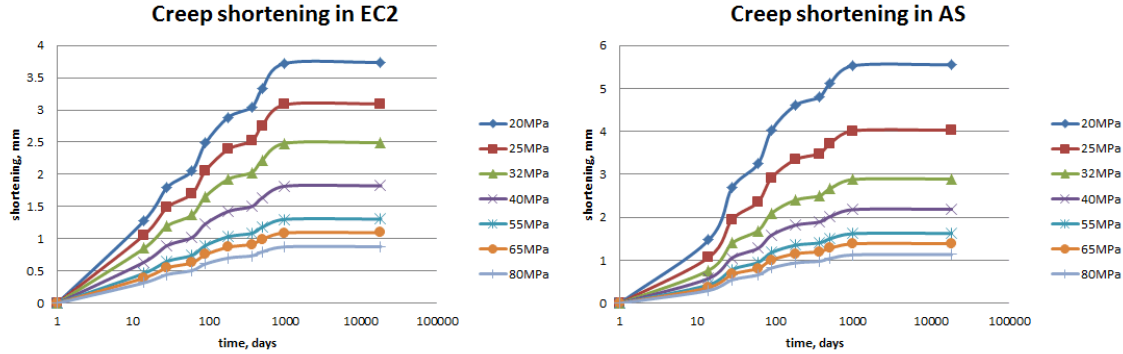 Creep shortening in EC2
4
3.5
3
2.5
2
1.5
1
0.5
0
shortening, mm
1
10
100
1000
10000
100000
time, days
20MPa
25MPa
32MPa
40MPa
55MPa
65MPa
80MPa
Creep shortening in AS
6
5
4
3
2
1
0
shortening, mm
1
10
100
1000
10000
100000
time, days
20MPa
25MPa
32MPa
40MPa
55MPa
65MPa
80MPa